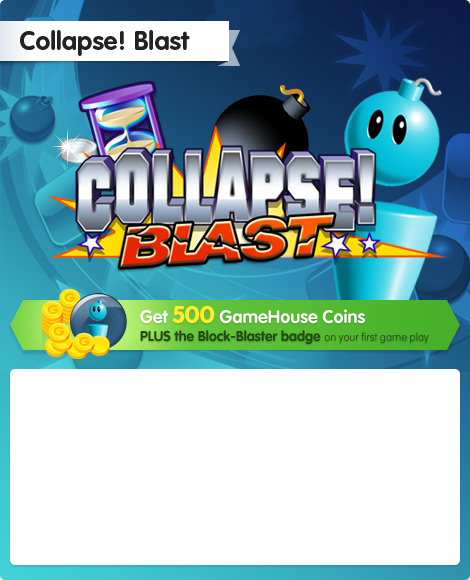 Collapse! Blast
COLLAPSE!
BLAST
Get 500 GameHouse Coins
PLUS the Block-Blaster badge on your first game play